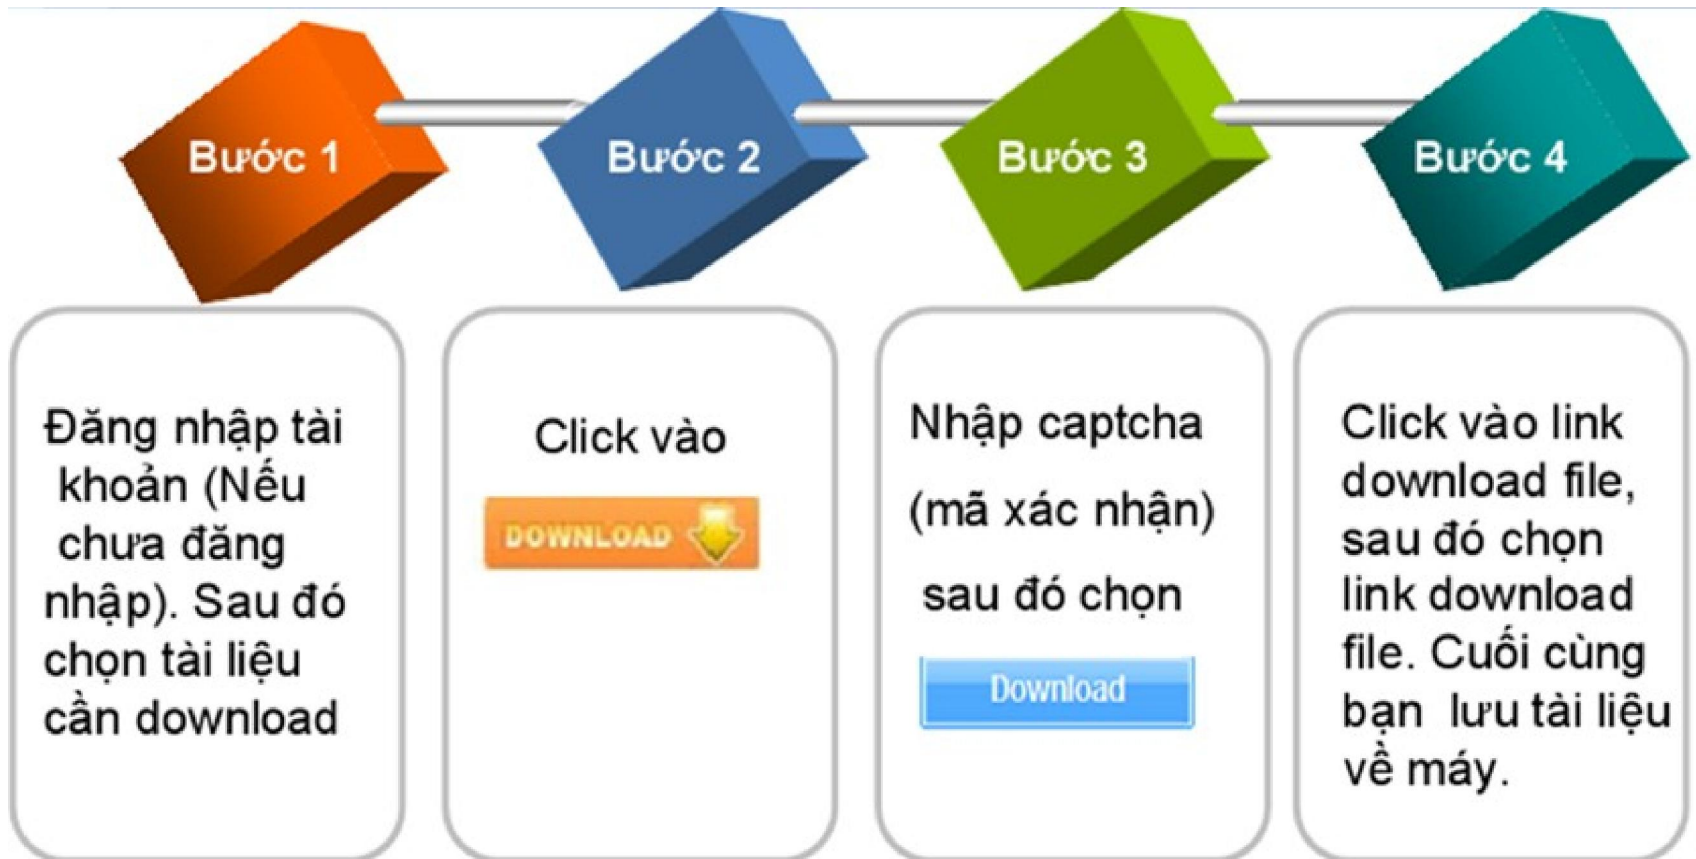 Bước 1
Bước 2
Bước 3
Bước 4
Đăng nhập tài
khoản (Nếu
chưa đăng
nhập). Sau đó
chọn tài liệu
cần download
Click vào
DOWNLOAD
Nhập captcha
(mã xác nhận)
sau đó chọn
Download
Click vào link
download file,
sau đó chọn
link download
file. Cuối cùng
bạn lưu tài liệu
về máy.